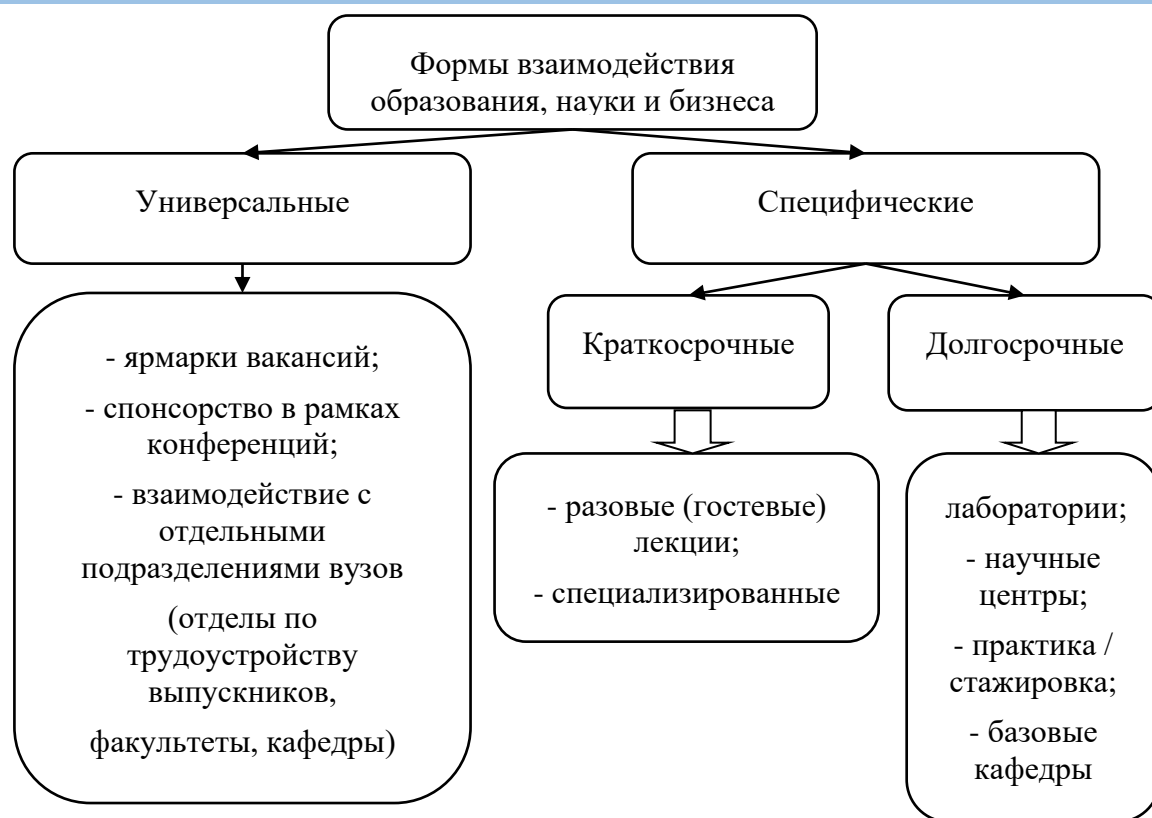 Формы взаимодействия
образования, науки и бизнеса
Универсальные
Специфические
- ярмарки вакансий;
- спонсорство в рамках
конференций;
- взаимодействие с
отдельными
подразделениями вузов
(отделы по
трудоустройству
выпускников,
факультеты, кафедры)
Краткосрочные
Долгосрочные
- разовые (гостевые)
лекции;
- специализированные
лаборатории;
- научные
центры;
- практика /
стажировка;
- базовые
кафедры